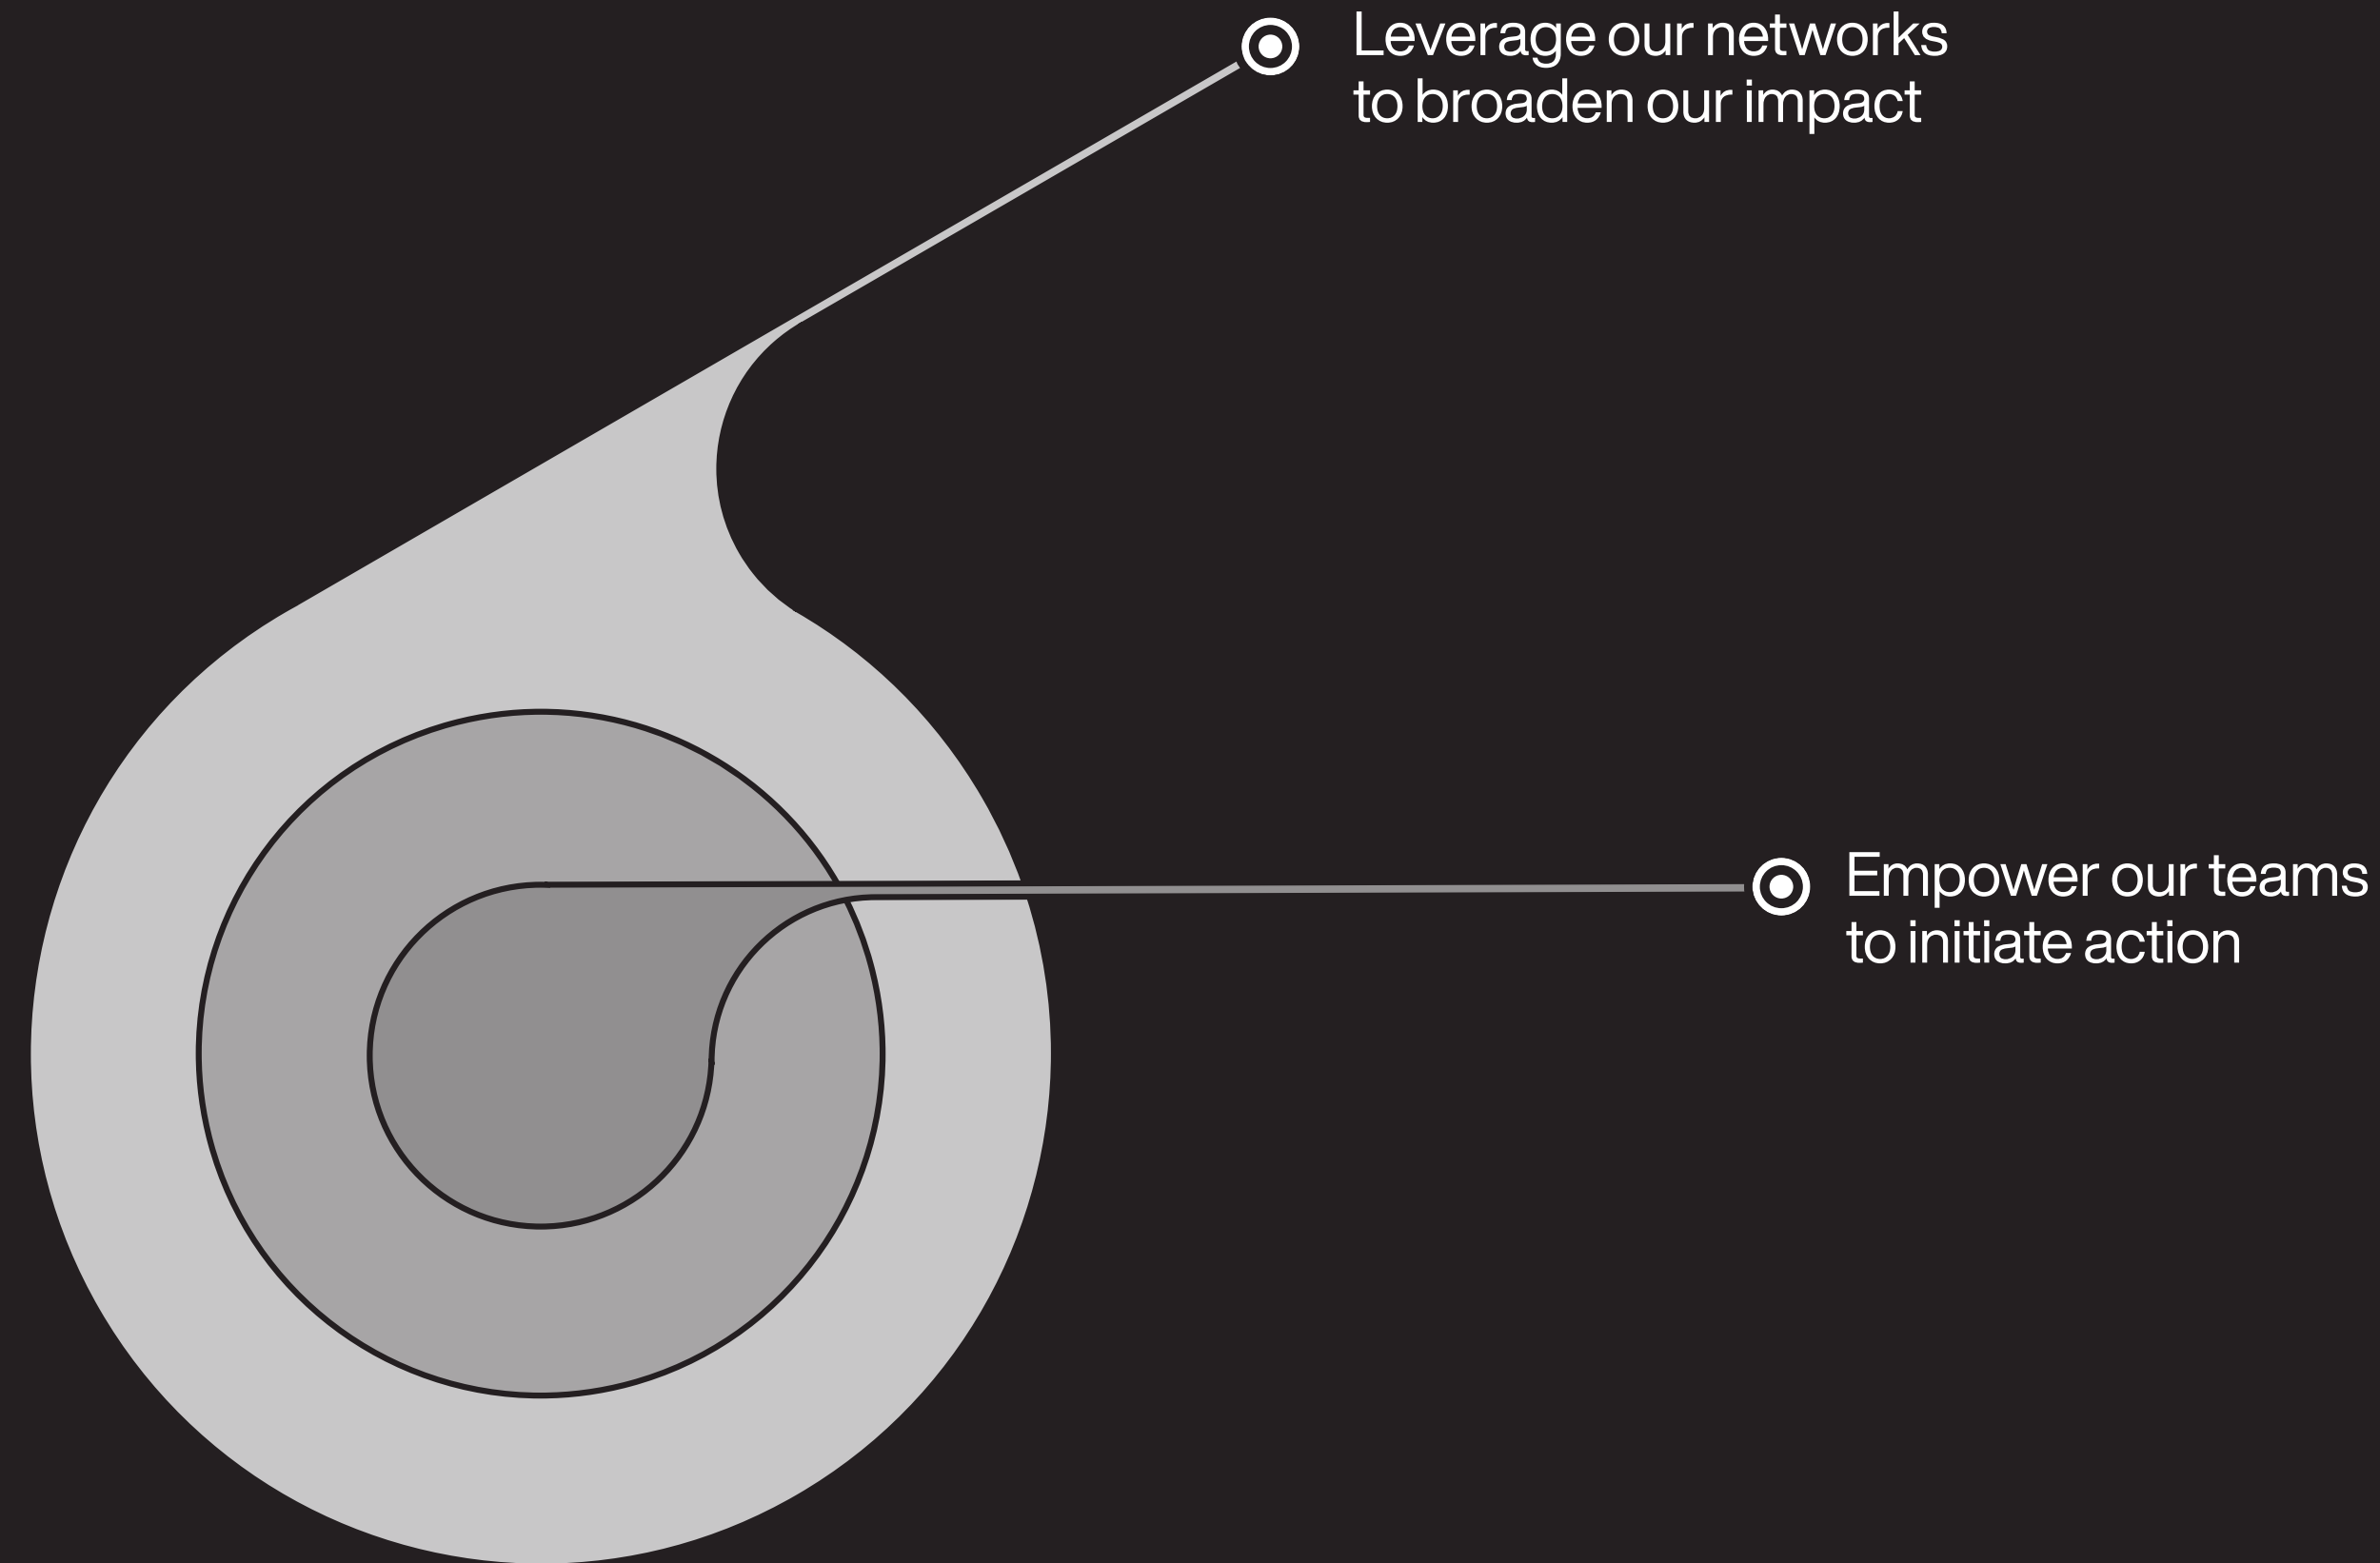 Leverage our networks
to broaden our impact
Empower our teams
to initiate action